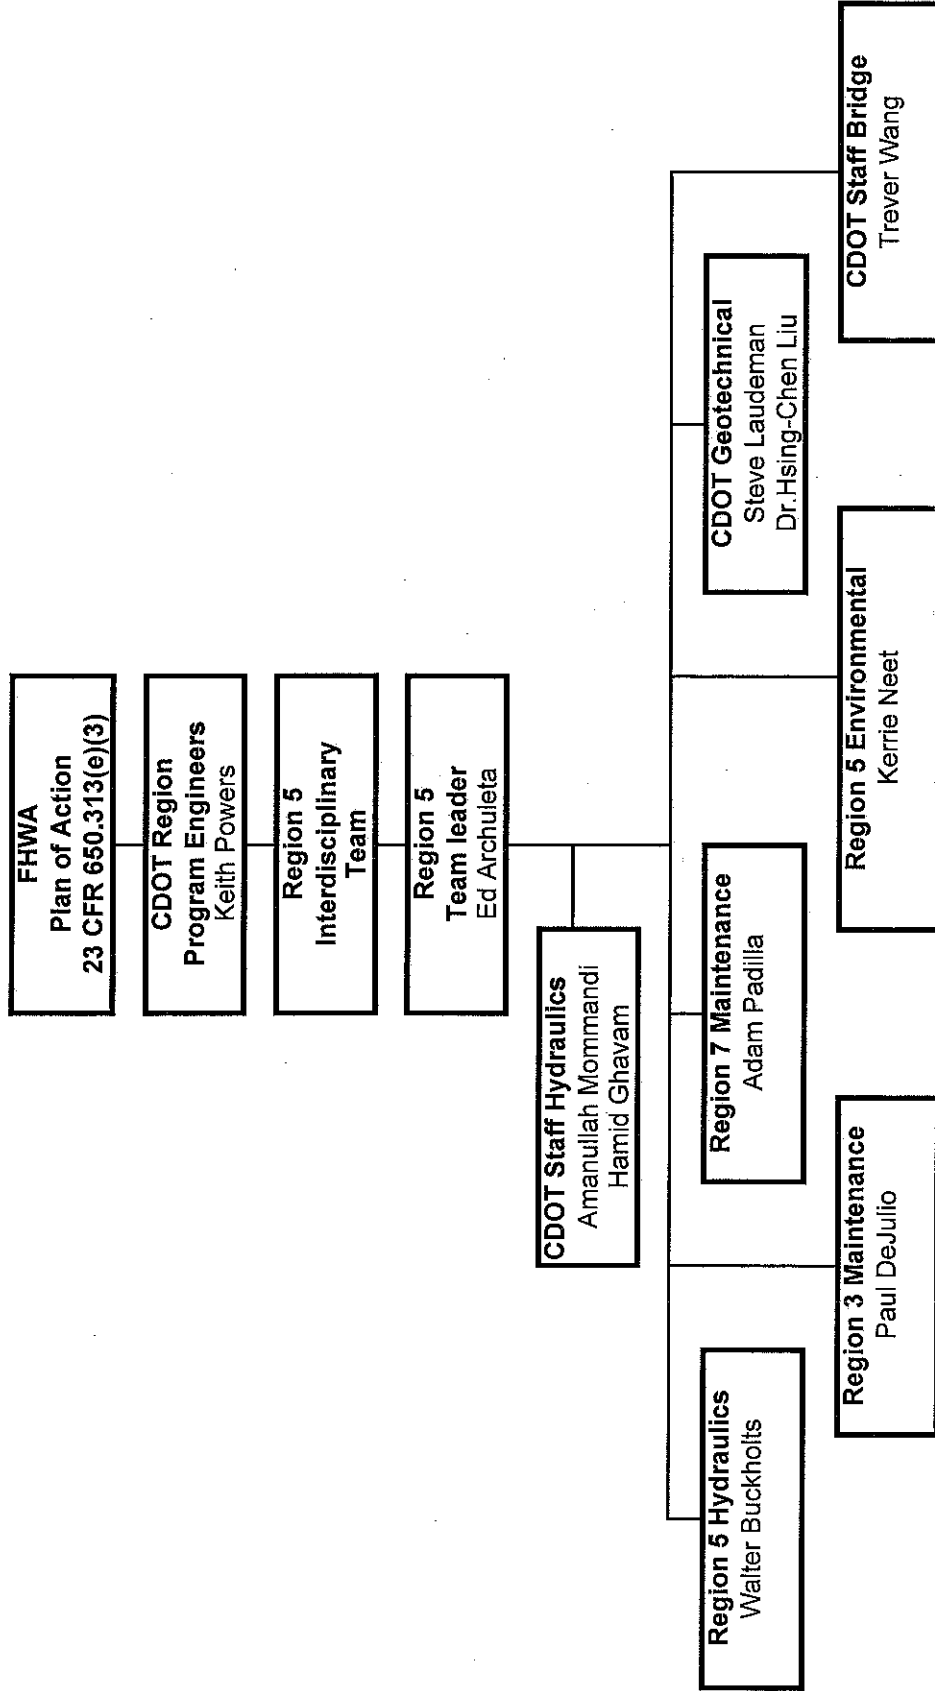 FHWA
Plan of Action
23 CFR 650.313(e)(3)
CDOT Region
Program Engineers
Keith Powers
Region 5
Interdisciplinary
Team
Region 5
Team leader
Ed Archuleta
CDOT Staff Hydraulics
Amanullah Mommandi
Hamid Ghavam
Region 5 Hydraulics
Walter Buckholts
Region 7 Maintenance
Adam Padilla
CDOT Geotechnical
Steve Laudeman
Dr.Hsing-Chen Liu
Region 3 Maintenance
Paul DeJulio
Region 5 Environmental
Kerrie Neet
CDOT Staff Bridge
Trever Wang